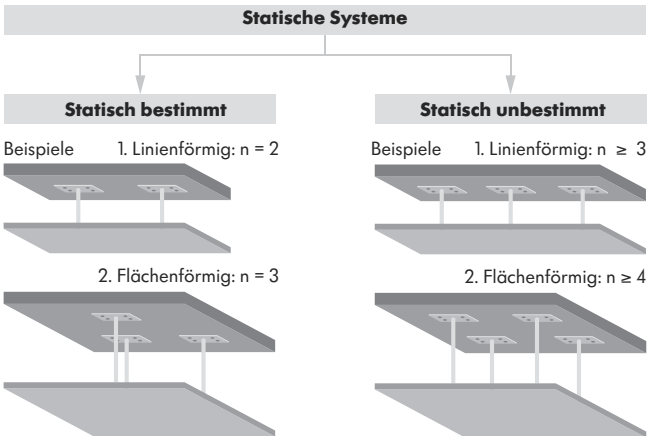 Statische Systeme
Statisch bestimmt
Beispiele 1. Linienförmig: n = 2
2. Flächenförmig: n = 3
Statisch unbestimmt
Beispiele 1. Linienförmig: n ≥ 3
2. Flächenförmig: n ≥ 4